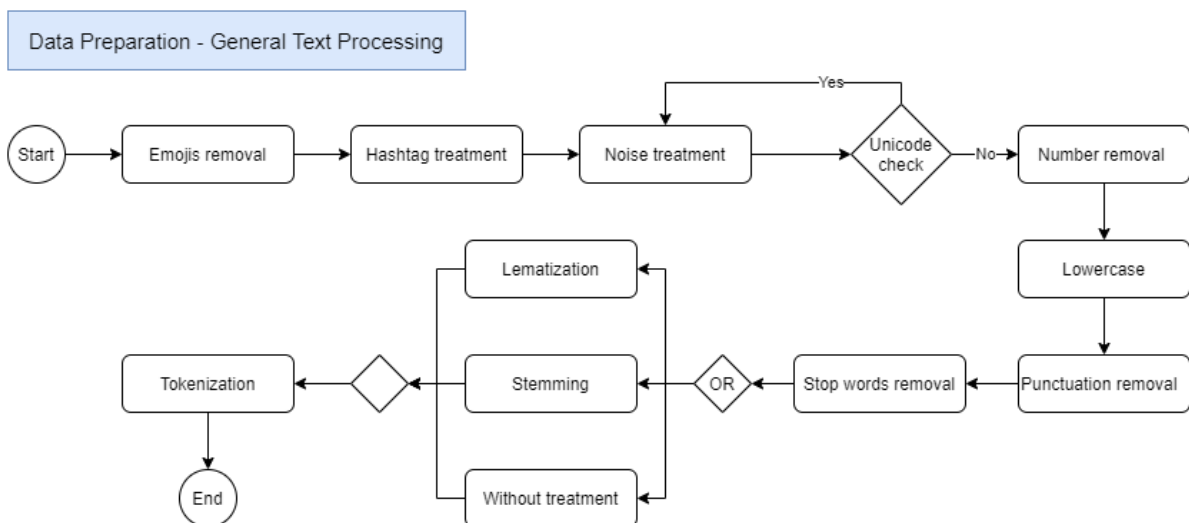 Data Preparation - General Text Processing
Yes
Start
Emojis removal
Hashtag treatment
Noise treatment
Unicode
check
No
Number removal
Lowercase
Punctuation removal
Stop words removal
OR
Lematization
Stemming
Without treatment
Tokenization
End